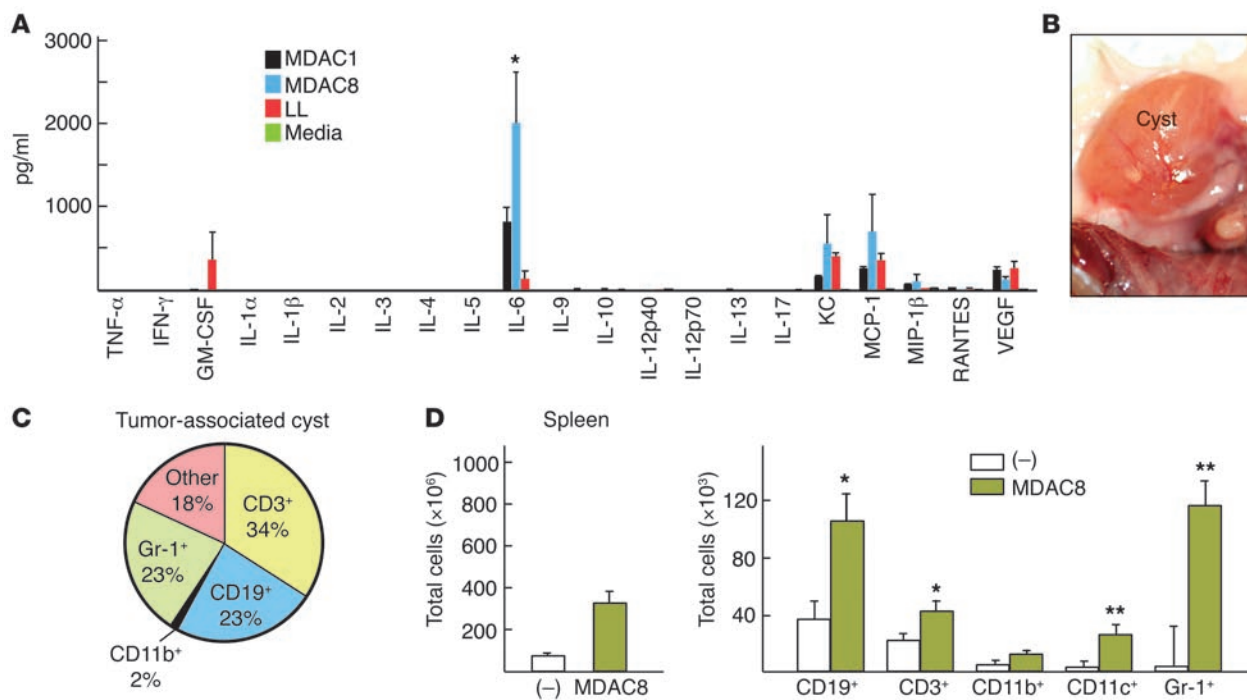 A
3000
2000
1000
pg/ml
MDAC1
MDAC8
LL
Media
*
TNF-α
IFN-γ
GM-CSF
IL-1α
IL-1β
IL-2
IL-3
IL-4
IL-5
IL-6
IL-9
IL-10
IL-12p40
IL-12p70
IL-13
IL-17
KC
MCP-1
MIP-1β
RANTES
VEGF
B
Cyst
C
Tumor-associated cyst
Other
18%
CD3⁺
34%
Gr-1⁺
23%
CD19⁺
23%
CD11b⁺
2%
D
Spleen
Total cells (×10⁶)
1000
800
600
400
200
(–)
MDAC8
Total cells (×10³)
120
80
40
(–)
MDAC8
*
*
**
**
CD19⁺
CD3⁺
CD11b⁺
CD11c⁺
Gr-1⁺